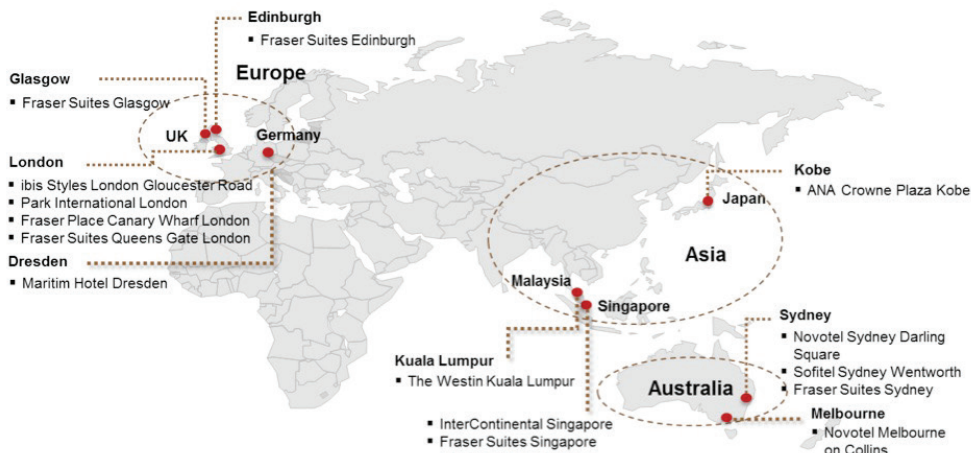 Edinburgh
▪ Fraser Suites Edinburgh
Europe
Glasgow
▪ Fraser Suites Glasgow
UK
Germany
London
▪ ibis Styles London Gloucester Road
▪ Park International London
▪ Fraser Place Canary Wharf London
▪ Fraser Suites Queens Gate London
Dresden
▪ Maritim Hotel Dresden
Kobe
▪ ANA Crowne Plaza Kobe
Japan
Asia
Malaysia
Singapore
Kuala Lumpur
▪ The Westin Kuala Lumpur
▪ InterContinental Singapore
▪ Fraser Suites Singapore
Sydney
▪ Novotel Sydney Darling
Square
▪ Sofitel Sydney Wentworth
▪ Fraser Suites Sydney
Australia
Melbourne
▪ Novotel Melbourne
on Collins